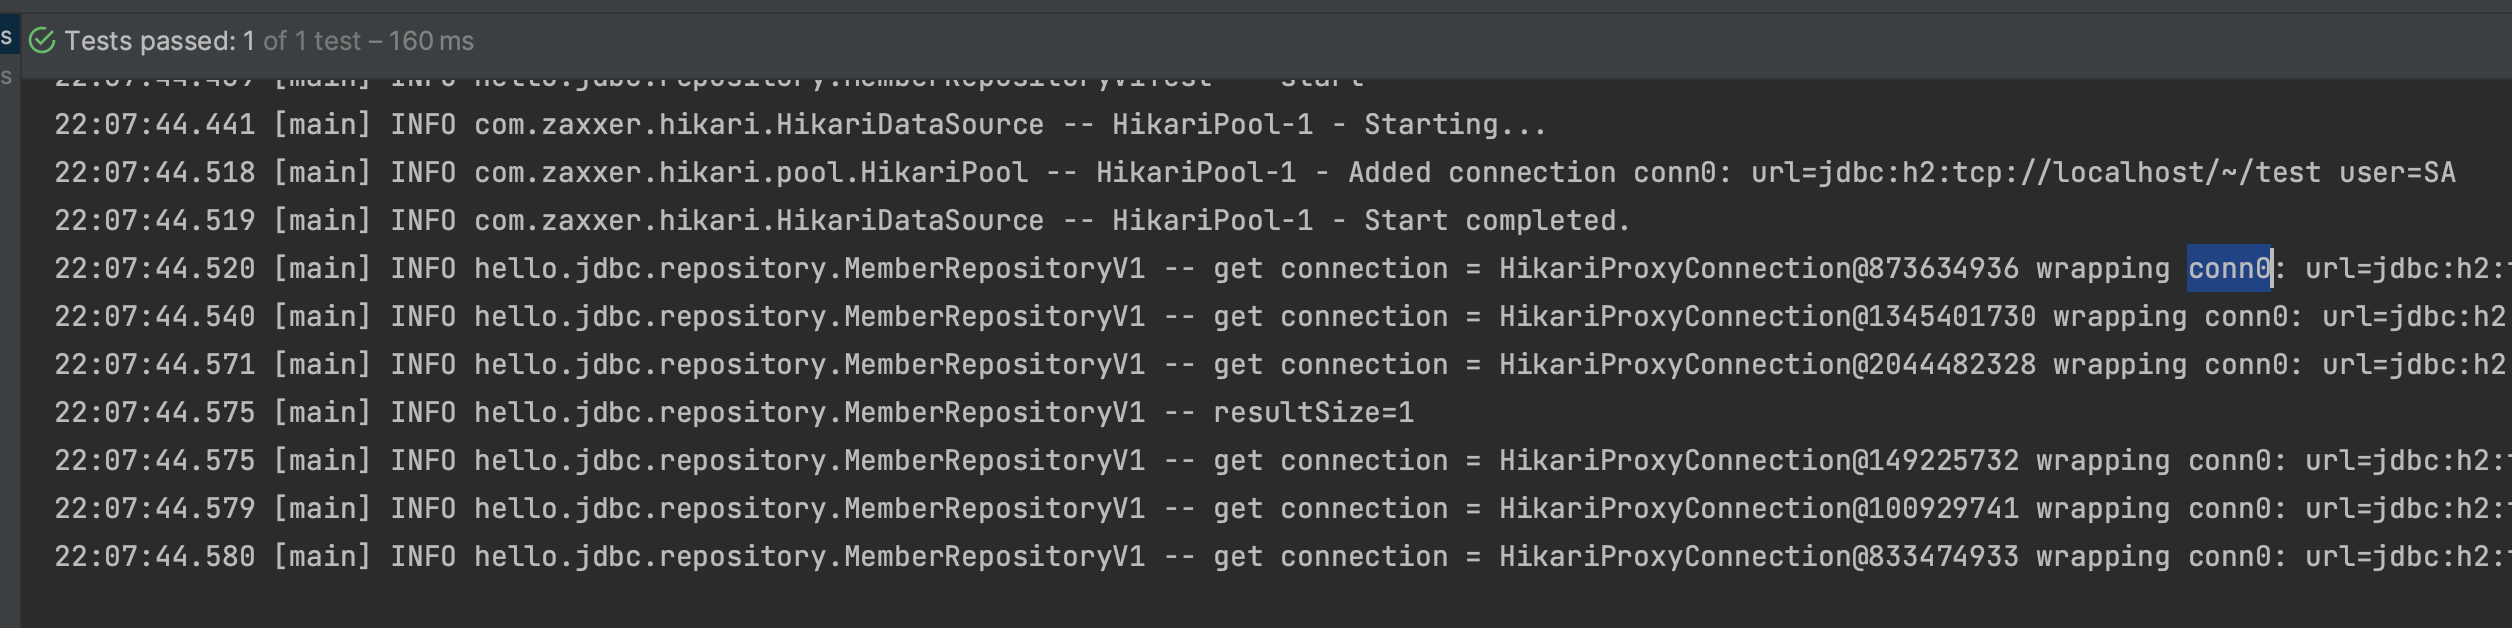 s
Tests passed: 1 of 1 test – 160 ms
s
[main] INFO hello.jdbc.repository.MemberRepositoryV1Test -- start
22:07:44.441 [main] INFO com.zaxxer.hikari.HikariDataSource -- HikariPool-1 - Starting...
22:07:44.518 [main] INFO com.zaxxer.hikari.pool.HikariPool -- HikariPool-1 - Added connection conn0: url=jdbc:h2:tcp://localhost/~/test user=SA
22:07:44.519 [main] INFO com.zaxxer.hikari.HikariDataSource -- HikariPool-1 - Start completed.
22:07:44.520 [main] INFO hello.jdbc.repository.MemberRepositoryV1 -- get connection = HikariProxyConnection@873634936 wrapping conn0: url=jdbc:h2:
22:07:44.540 [main] INFO hello.jdbc.repository.MemberRepositoryV1 -- get connection = HikariProxyConnection@1345401730 wrapping conn0: url=jdbc:h2
22:07:44.571 [main] INFO hello.jdbc.repository.MemberRepositoryV1 -- get connection = HikariProxyConnection@2044482328 wrapping conn0: url=jdbc:h2
22:07:44.575 [main] INFO hello.jdbc.repository.MemberRepositoryV1 -- resultSize=1
22:07:44.575 [main] INFO hello.jdbc.repository.MemberRepositoryV1 -- get connection = HikariProxyConnection@149225732 wrapping conn0: url=jdbc:h2:
22:07:44.579 [main] INFO hello.jdbc.repository.MemberRepositoryV1 -- get connection = HikariProxyConnection@100929741 wrapping conn0: url=jdbc:h2:
22:07:44.580 [main] INFO hello.jdbc.repository.MemberRepositoryV1 -- get connection = HikariProxyConnection@833474933 wrapping conn0: url=jdbc:h2: